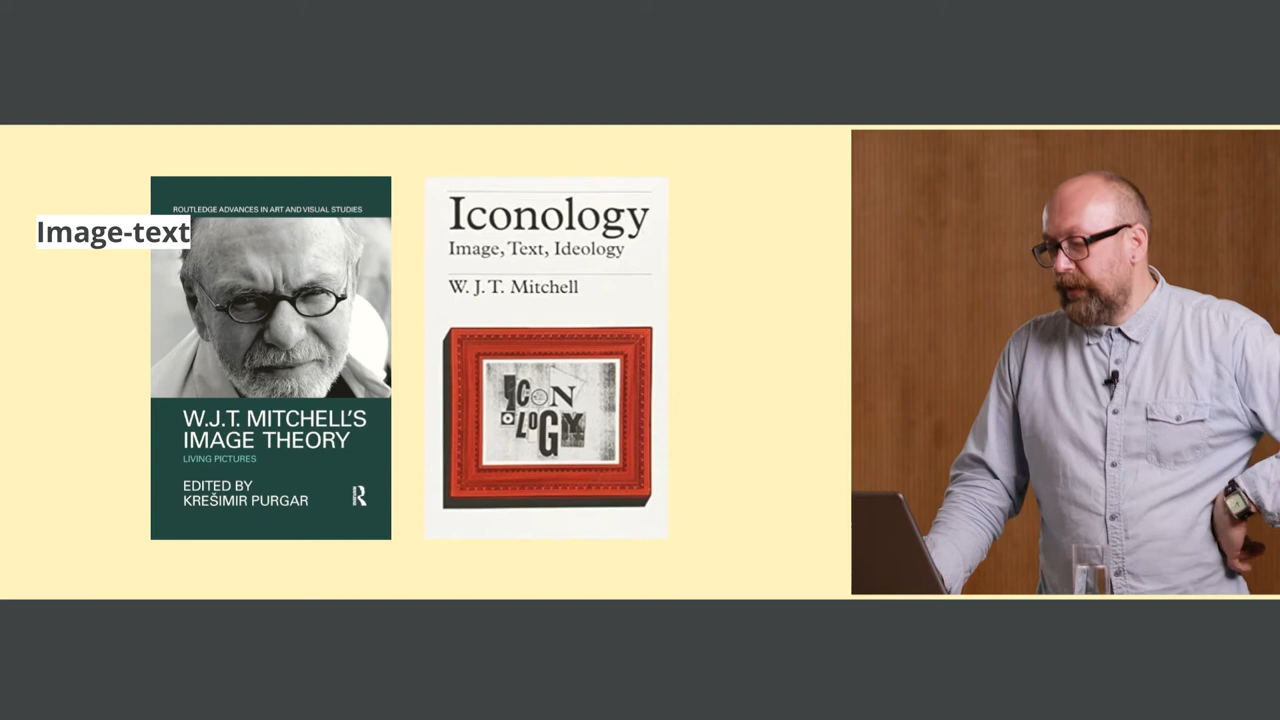 Image-text
ROUTLEDGE ADVANCES IN ART AND VISUAL STUDIES
W.J.T. MITCHELL'S
IMAGE THEORY
LIVING PICTURES
EDITED BY
KREŠIMIR PURGAR
R
Iconology
Image, Text, Ideology
W. J. T. Mitchell
ICON
OLOGY